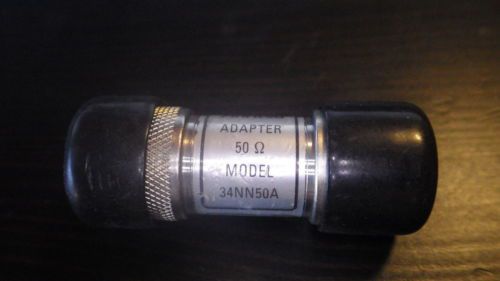 ADAPTER
50 Ω
MODEL
34NN50A